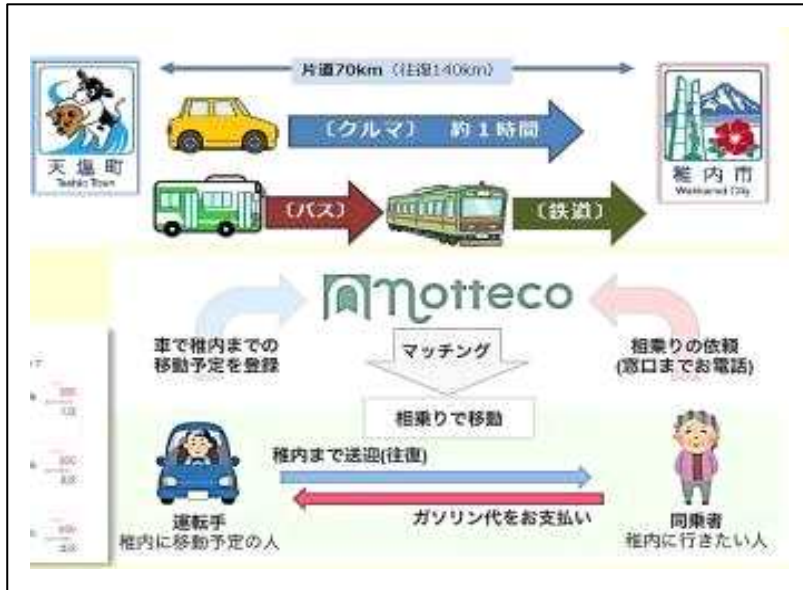 片道70km（往復140km）
天塩町
Teshio Town
〔クルマ〕 約1時間
稚内市
Wakkanai City
〔バス〕
〔鉄道〕
motteco
車で稚内までの
移動予定を登録
マッチング
相乗りの依頼
(窓口までお電話)
相乗りで移動
稚内まで送迎(往復)
ガソリン代をお支払い
運転手
稚内に移動予定の人
同乗者
稚内に行きたい人